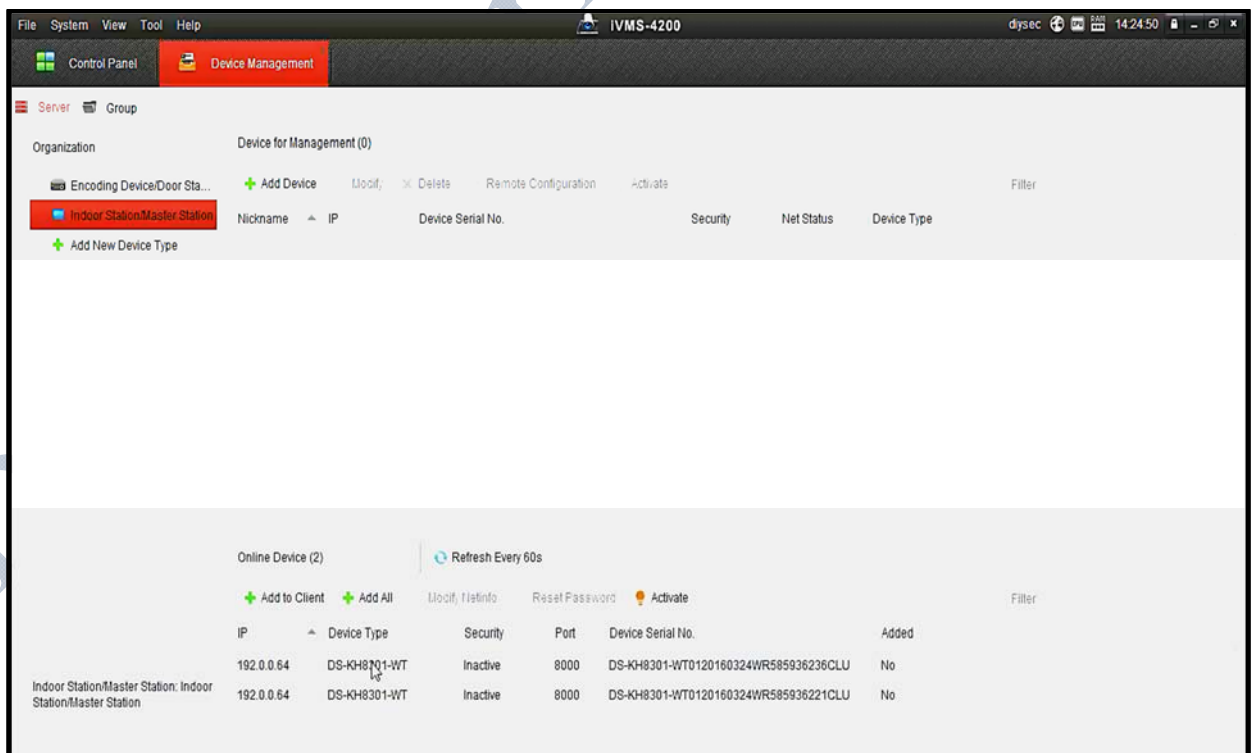 File System View Tool Help iVMS-4200 diysec 14:24:50
Control Panel Device Management
Server Group
Organization Device for Management (0)
Encoding Device/Door Sta... Add Device Modify Delete Remote Configuration Activate Filter
Indoor Station/Master Station Nickname IP Device Serial No. Security Net Status Device Type
Add New Device Type
Online Device (2) Refresh Every 60s
Add to Client Add All Modify Netinfo Reset Password Activate Filter
IP Device Type Security Port Device Serial No. Added
192.0.0.64 DS-KH8301-WT Inactive 8000 DS-KH8301-WT0120160324WR585936236CLU No
192.0.0.64 DS-KH8301-WT Inactive 8000 DS-KH8301-WT0120160324WR585936221CLU No
Indoor Station/Master Station: Indoor
Station/Master Station